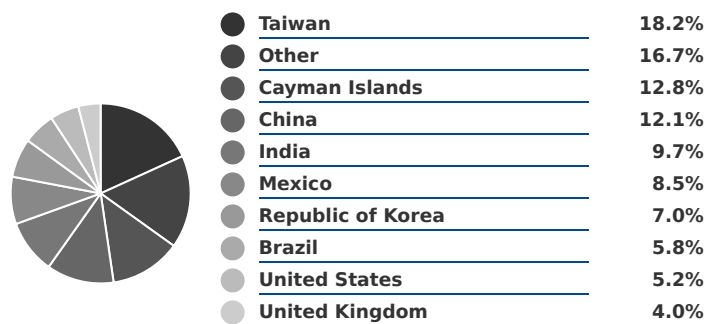 Taiwan 18.2%
Other 16.7%
Cayman Islands 12.8%
China 12.1%
India 9.7%
Mexico 8.5%
Republic of Korea 7.0%
Brazil 5.8%
United States 5.2%
United Kingdom 4.0%